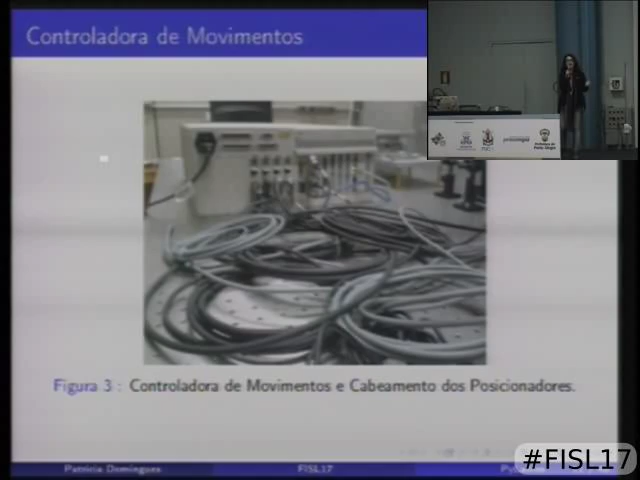 Controladora de Movimentos
Figura 3 : Controladora de Movimentos e Cabeamento dos Posicionadores.
Patricia Domingues
FISL17
#FISL17